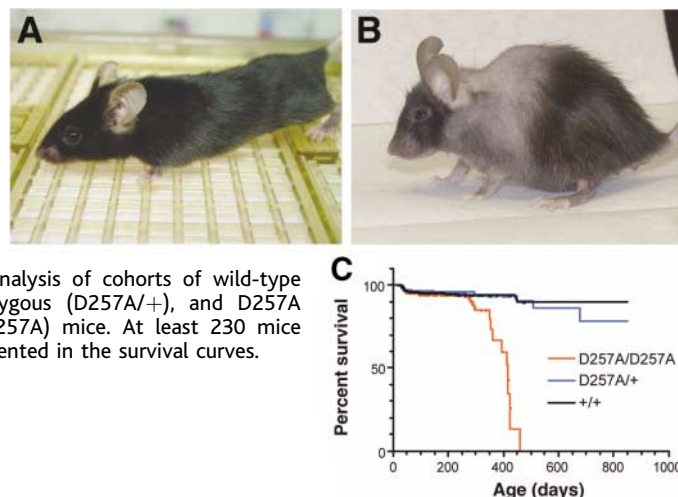 A
B
nalysis of cohorts of wild-type
ygous (D257A/+), and D257A
257A) mice. At least 230 mice
ented in the survival curves.
C
Percent survival
100
50
0
D257A/D257A
D257A/+
+/+
0 200 400 600 800 1000
Age (days)